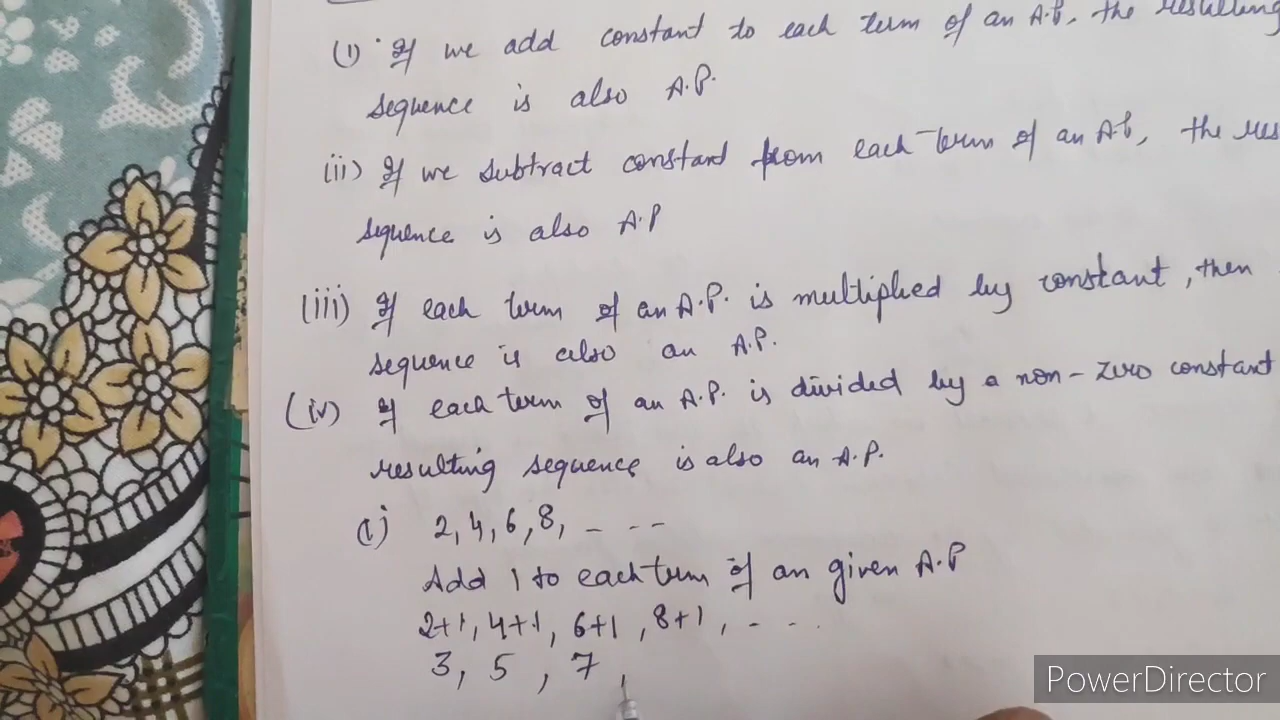 (i) If we add constant to each term of an A.P, the resulting
sequence is also A.P.
(ii) If we subtract constant from each term of an A.P, the res
sequence is also A.P
(iii) If each term of an A.P. is multiplied by constant, then
sequence is also an A.P.
(iv) If each term of an A.P. is divided by a non-zero constant
resulting sequence is also an A.P.
(i) 2, 4, 6, 8, - - - -
Add 1 to each term of an given A.P
2+1, 4+1, 6+1, 8+1, - - - .
3, 5, 7,
PowerDirector